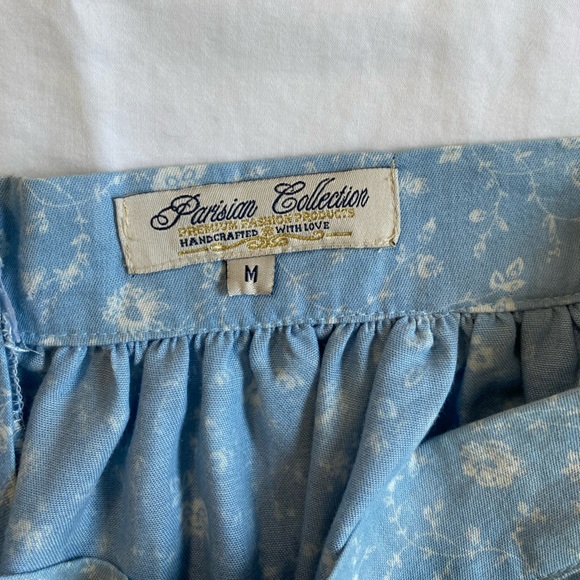 Parisian Collection
PREMIUM FASHION PRODUCTS
HANDCRAFTED WITH LOVE
M